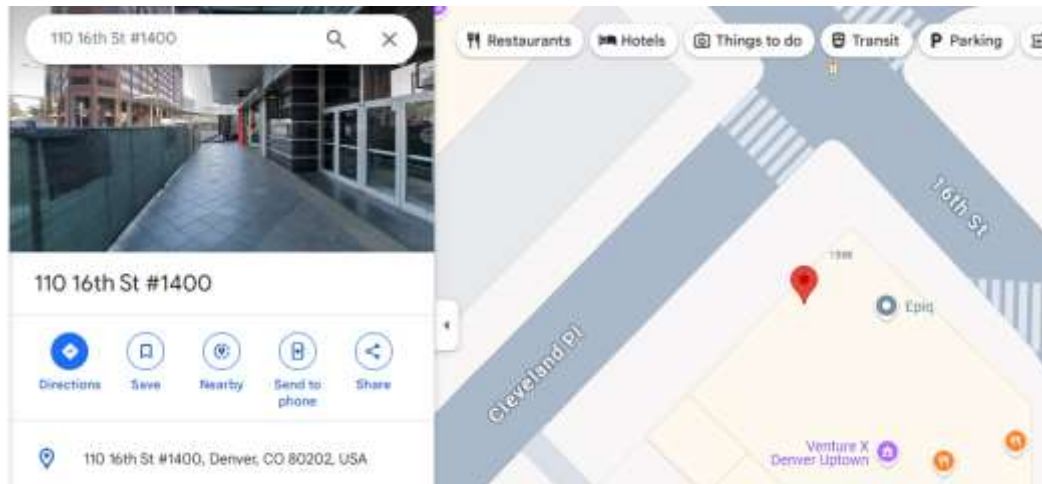 110 16th St #1400
Restaurants
Hotels
Things to do
Transit
Parking
16th St
Epiq
Cleveland Pl
Venture X
Denver Uptown
110 16th St #1400
Directions
Save
Nearby
Send to
phone
Share
110 16th St #1400, Denver, CO 80202, USA